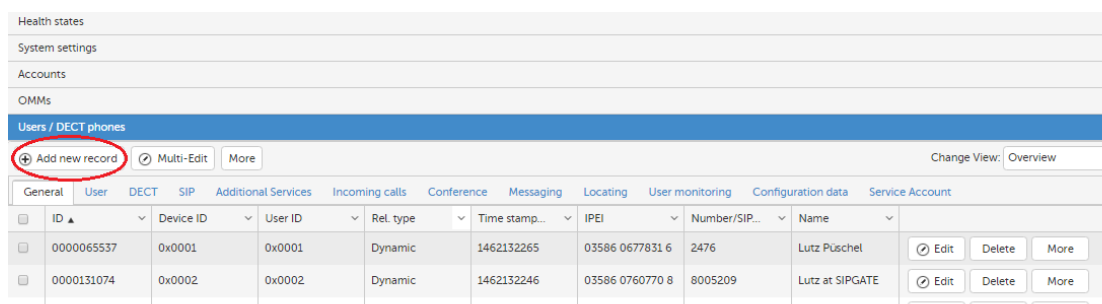 Health states
System settings
Accounts
OMMs
Users / DECT phones
Add new record Multi-Edit More Change View: Overview
General User DECT SIP Additional Services Incoming calls Conference Messaging Locating User monitoring Configuration data Service Account
ID Device ID User ID Rel. type Time stamp... IPEI Number/SIP... Name
0000065537 0x0001 0x0001 Dynamic 1462132265 03586 0677831 6 2476 Lutz Püschel Edit Delete More
0000131074 0x0002 0x0002 Dynamic 1462132246 03586 0760770 8 8005209 Lutz at SIPGATE Edit Delete More